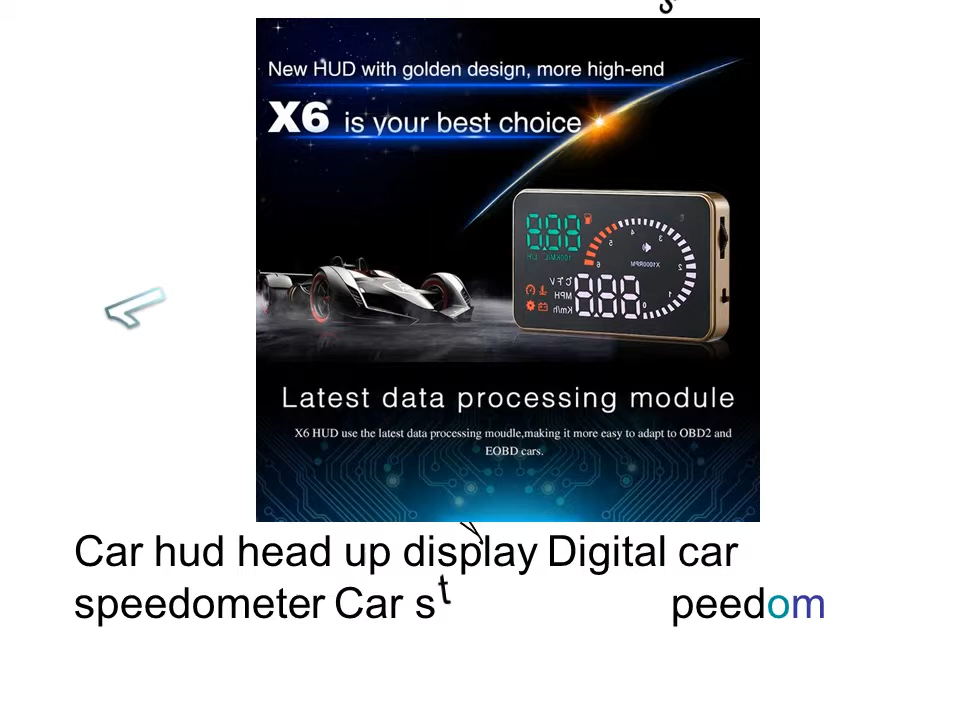 New HUD with golden design, more high-end
X6 is your best choice
Latest data processing module
X6 HUD use the latest data processing moudle,making it more easy to adapt to OBD2 and
EOBD cars.
Car hud head up display Digital car
speedometer Car s peedom